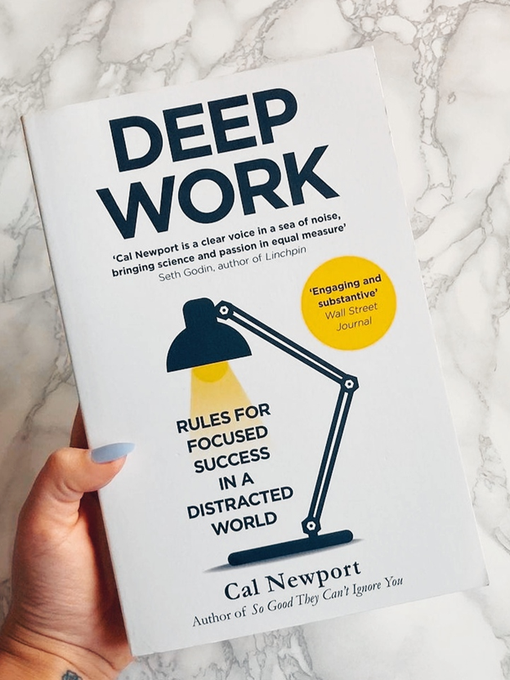 DEEP
WORK
‘Cal Newport is a clear voice in a sea of noise,
bringing science and passion in equal measure’
Seth Godin, author of Linchpin
‘Engaging and
substantive’
Wall Street
Journal
RULES FOR
FOCUSED
SUCCESS
IN A
DISTRACTED
WORLD
Cal Newport
Author of So Good They Can't Ignore You